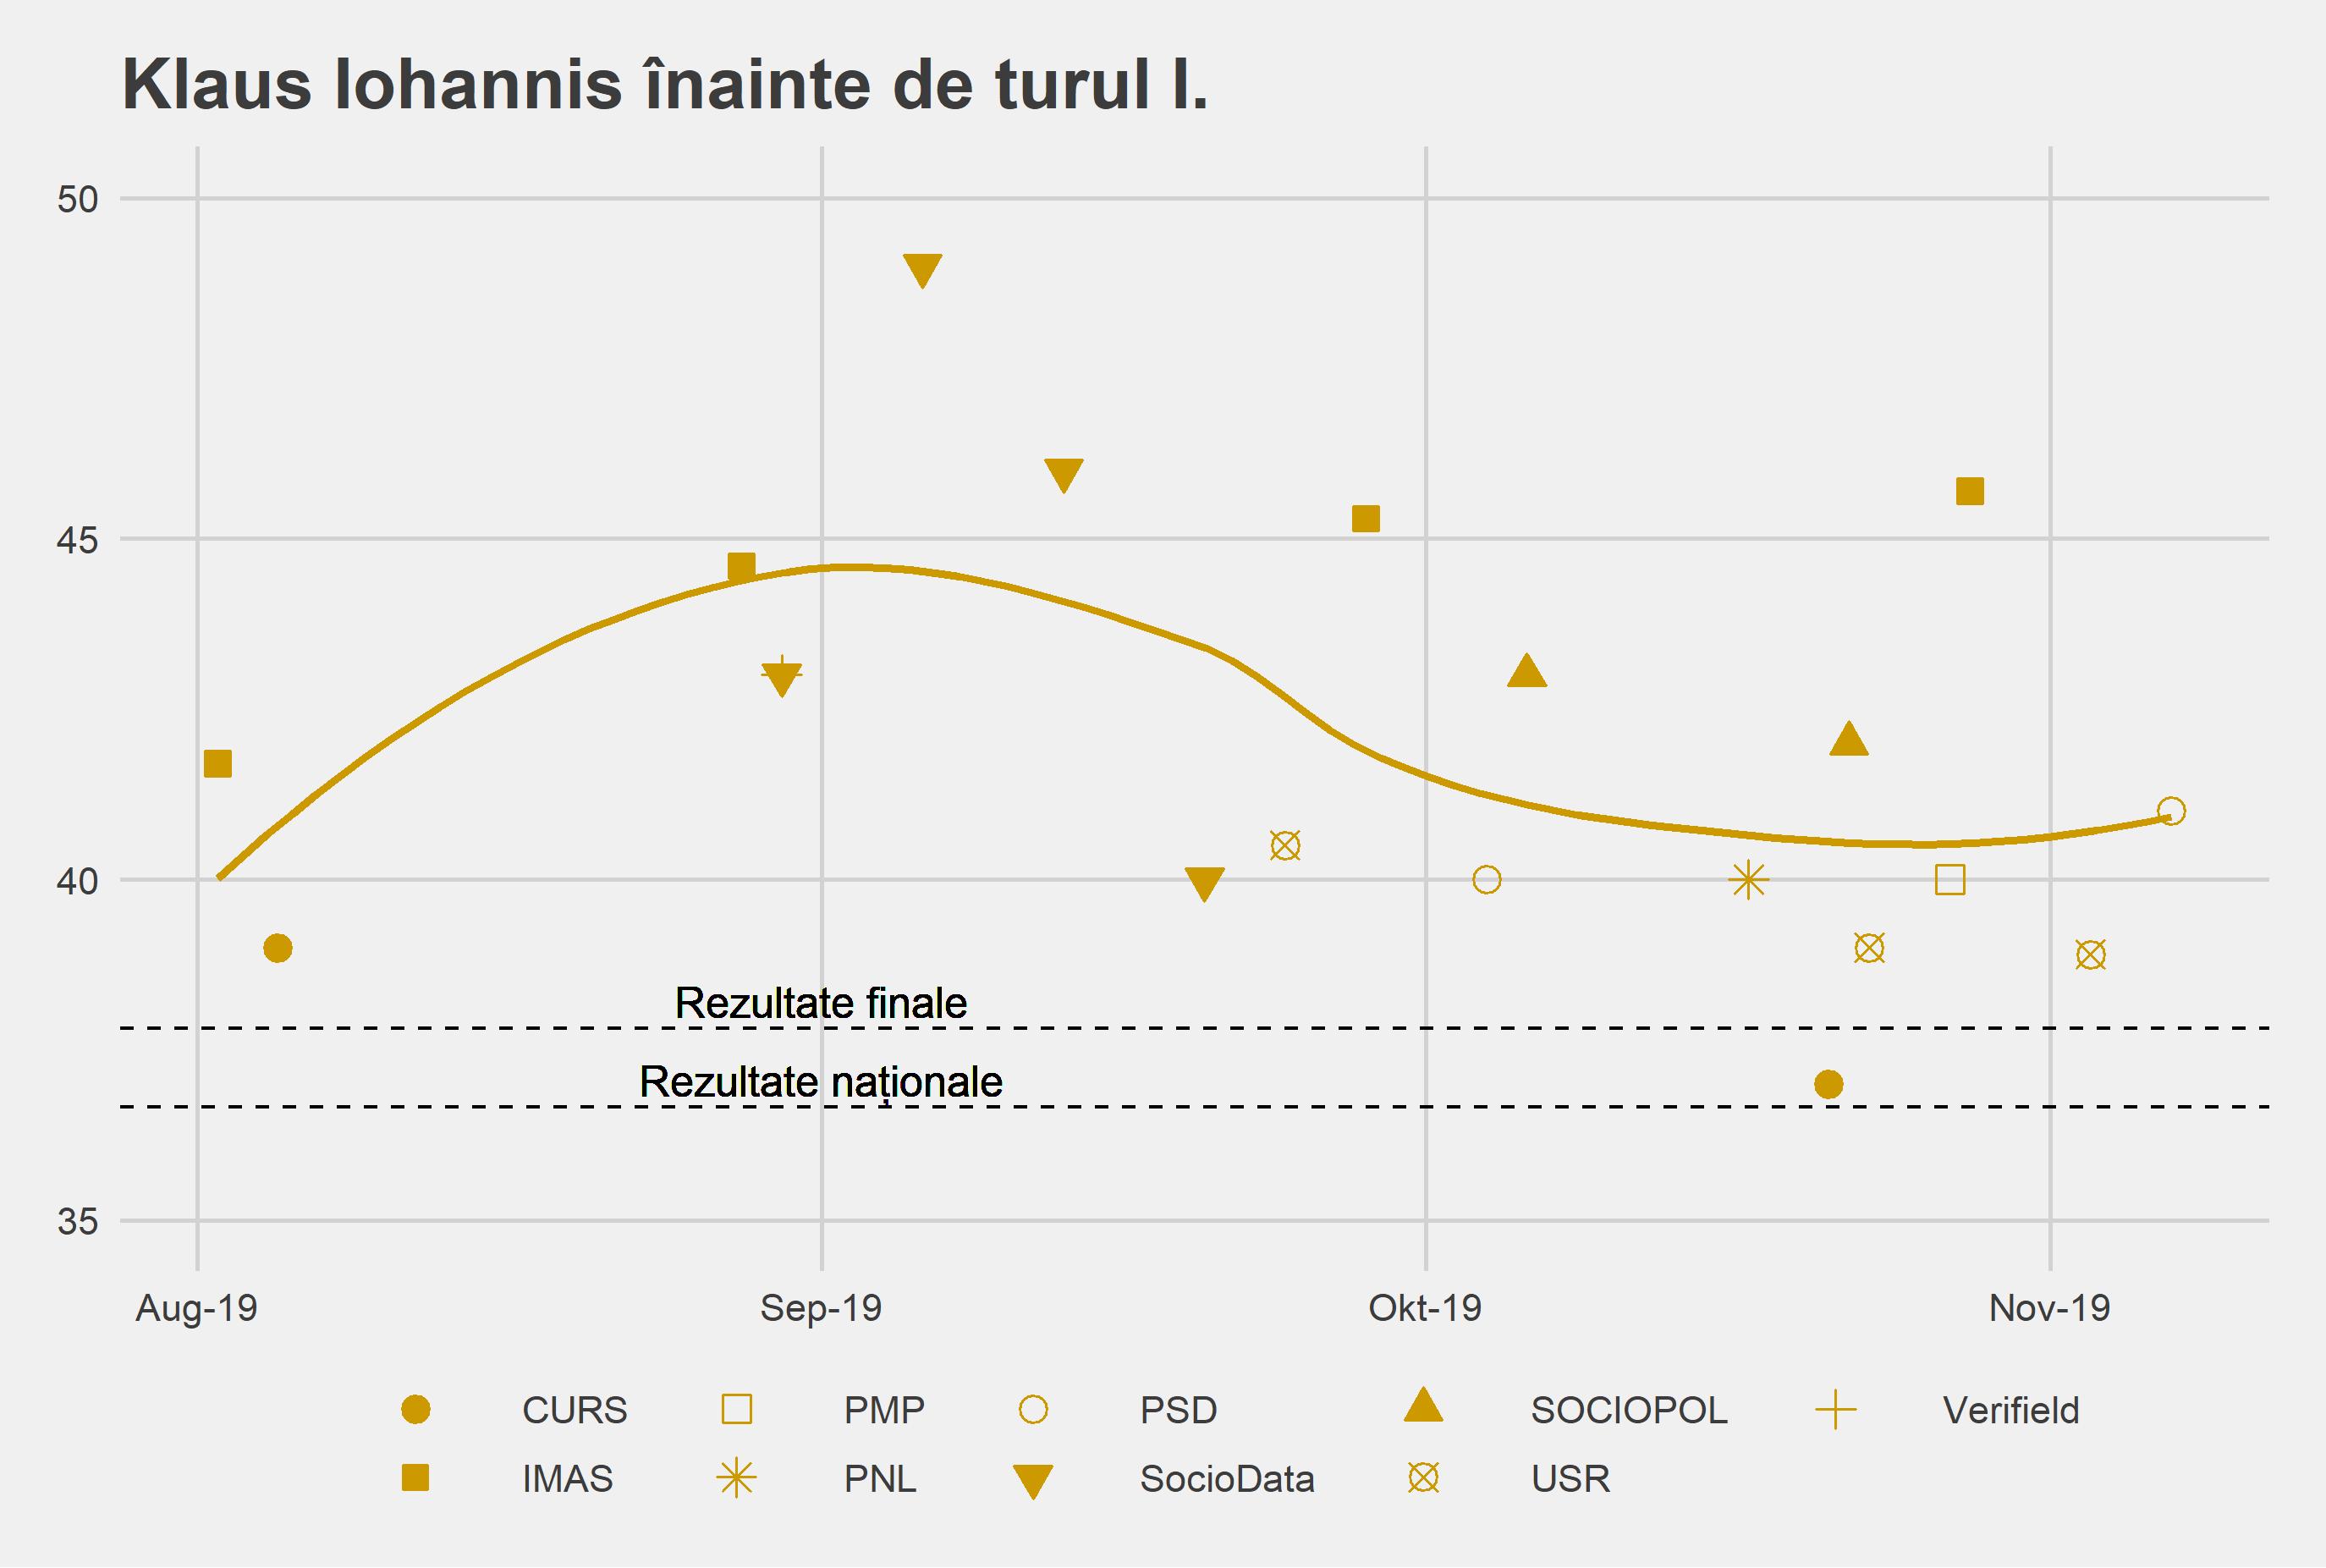 Klaus Iohannis înainte de turul I.
50
45
40
35
Rezultate finale
Rezultate naționale
Aug-19 Sep-19 Okt-19 Nov-19
CURS PMP PSD SOCIOPOL Verifield
IMAS PNL SocioData USR